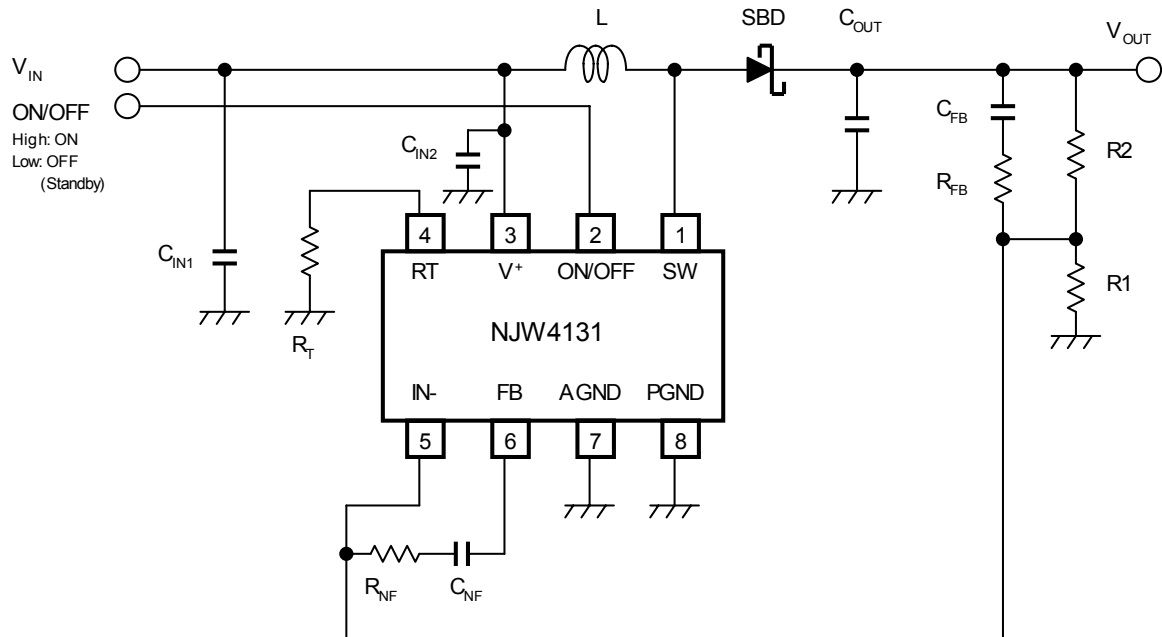 L
SBD
COUT
VOUT
VIN
ON/OFF
High: ON
Low: OFF
(Standby)
CIN2
CFB
R2
RFB
CIN1
4
3
2
1
RT
V+
ON/OFF
SW
R1
RT
NJW4131
IN-
FB
AGND
PGND
5
6
7
8
RNF
CNF